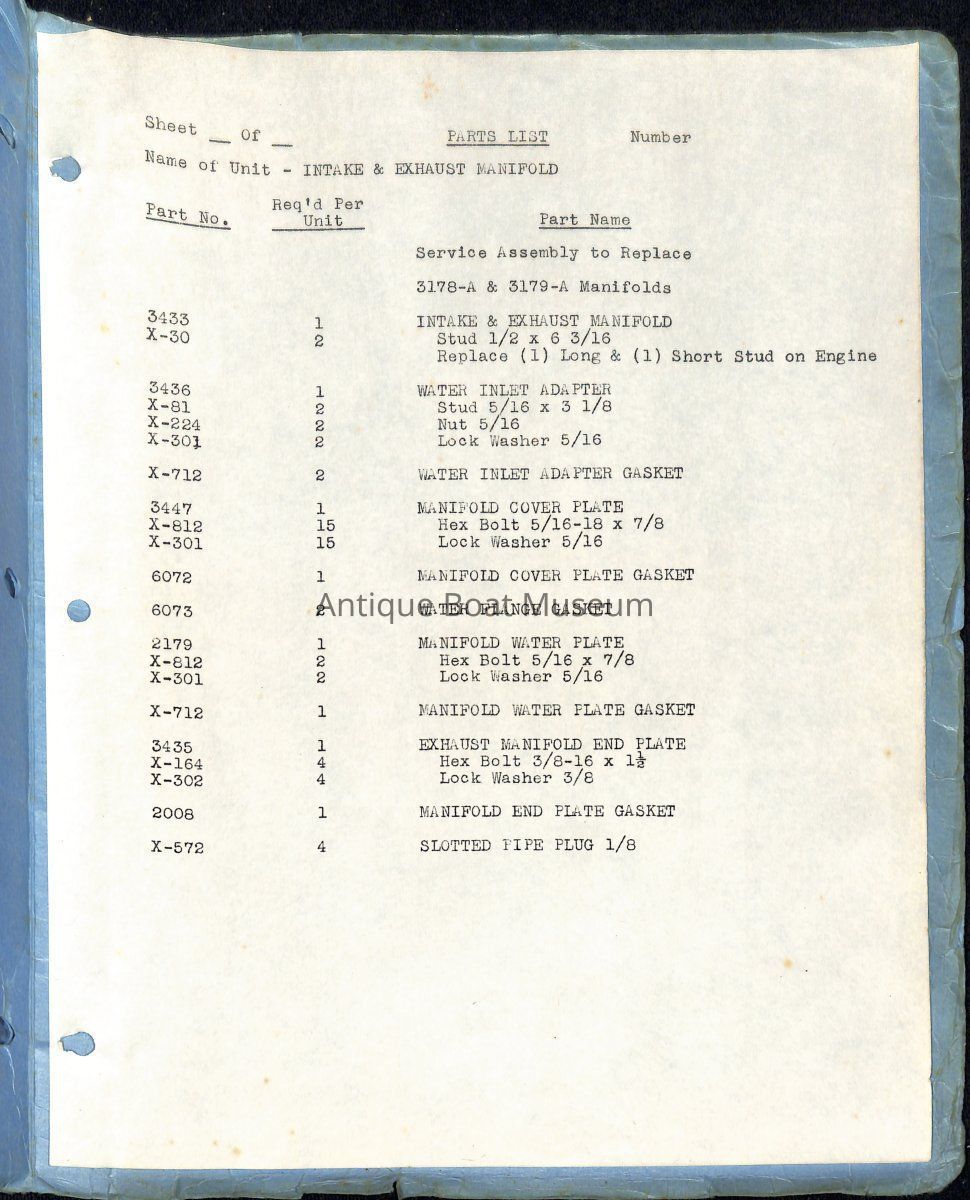 Sheet __ Of __ PARTS LIST Number
Name of Unit - INTAKE & EXHAUST MANIFOLD
Part No. Req'd Per Unit Part Name
Service Assembly to Replace
3178-A & 3179-A Manifolds
3433 1 INTAKE & EXHAUST MANIFOLD
X-30 2 Stud 1/2 x 6 3/16
Replace (1) Long & (1) Short Stud on Engine
3436 1 WATER INLET ADAPTER
X-81 2 Stud 5/16 x 3 1/8
X-224 2 Nut 5/16
X-301 2 Lock Washer 5/16
X-712 2 WATER INLET ADAPTER GASKET
3447 1 MANIFOLD COVER PLATE
X-812 15 Hex Bolt 5/16-18 x 7/8
X-301 15 Lock Washer 5/16
6072 1 MANIFOLD COVER PLATE GASKET
6073 2 WATER FLANGE GASKET
Antique Boat Museum
2179 1 MANIFOLD WATER PLATE
X-812 2 Hex Bolt 5/16 x 7/8
X-301 2 Lock Washer 5/16
X-712 1 MANIFOLD WATER PLATE GASKET
3435 1 EXHAUST MANIFOLD END PLATE
X-164 4 Hex Bolt 3/8-16 x 1½
X-302 4 Lock Washer 3/8
2008 1 MANIFOLD END PLATE GASKET
X-572 4 SLOTTED PIPE PLUG 1/8